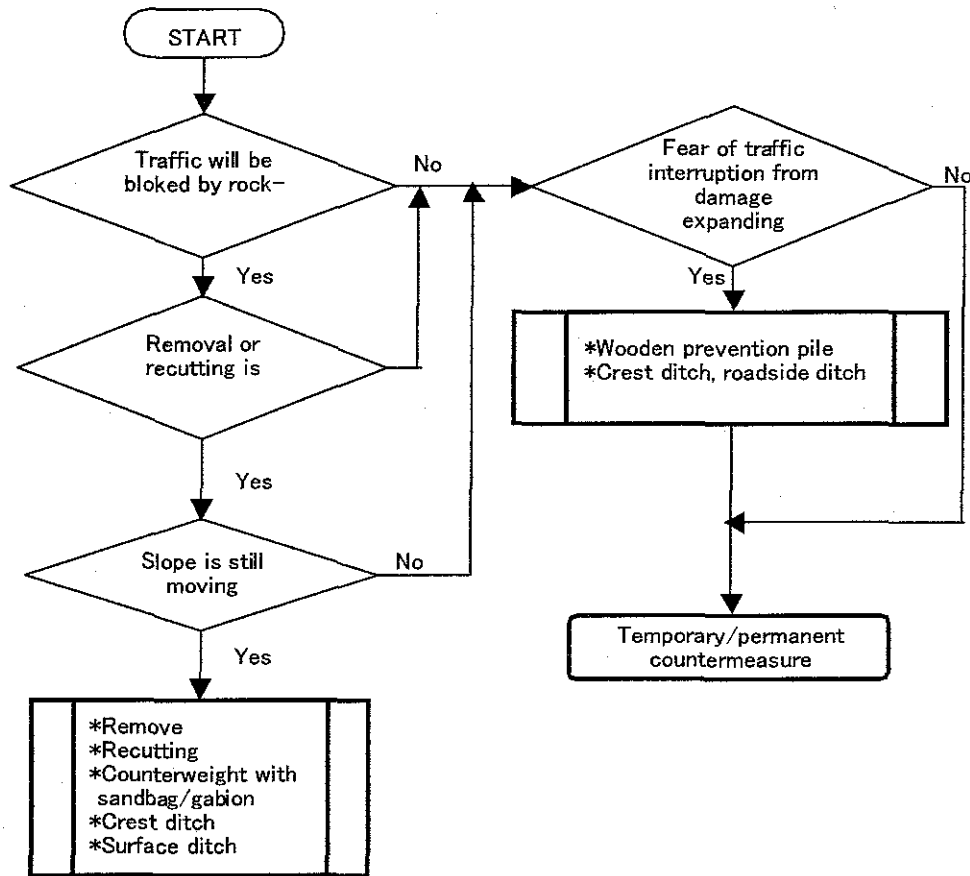 START
Traffic will be
bloked by rock-
No
Yes
Removal or
recutting is
Yes
Slope is still
moving
No
Yes
*Remove
*Recutting
*Counterweight with
sandbag/gabion
*Crest ditch
*Surface ditch
Fear of traffic
interruption from
damage
expanding
No
Yes
*Wooden prevention pile
*Crest ditch, roadside ditch
Temporary/permanent
countermeasure